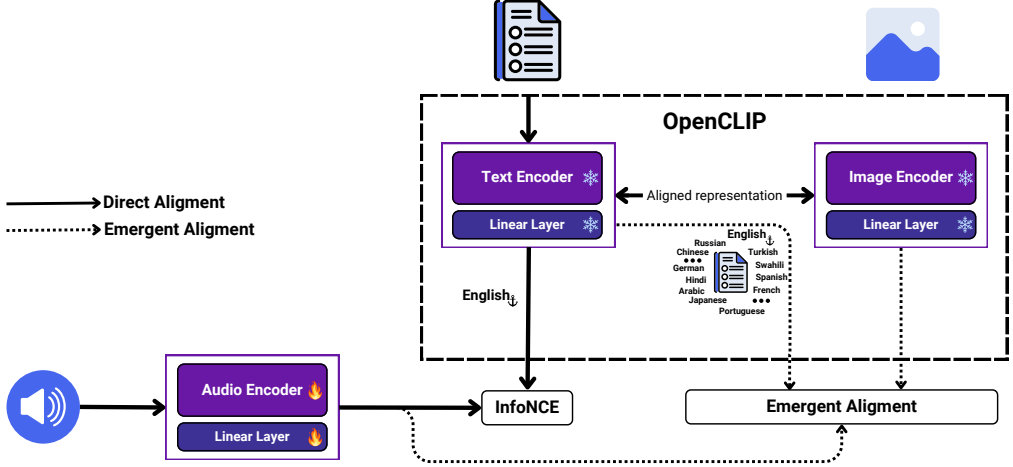 OpenCLIP
Text Encoder
Linear Layer
Aligned representation
Image Encoder
Linear Layer
Direct Aligment
Emergent Aligment
English
Russian
Chinese
German
Hindi
Arabic
Japanese
Portuguese
English
Turkish
Swahili
Spanish
French
Audio Encoder
Linear Layer
InfoNCE
Emergent Aligment